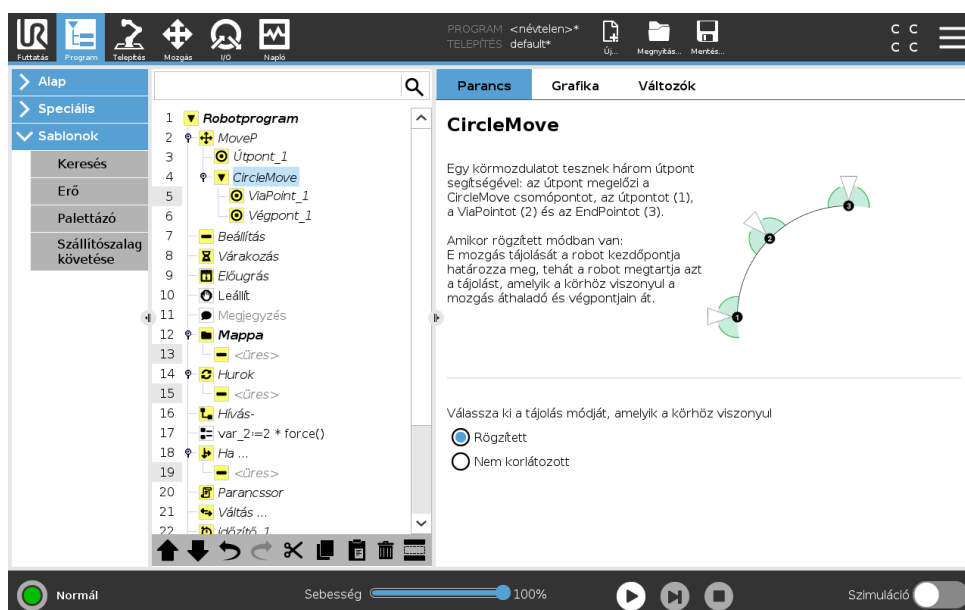 PROGRAM <névtelen>*
TELEPÍTÉS default*
Futtatás Program Telepítés Mozgás I/O Napló
Új... Megnyitás... Mentés...
C C
C C
Alap
Speciális
Sablonok
Keresés
Erő
Palettázó
Szállítószalag
követése
1 Robotprogram
2 MoveP
3 Útpont_1
4 CircleMove
5 ViaPoint_1
6 Végpont_1
7 Beállítás
8 Várakozás
9 Előugrás
10 Leállít
11 Megjegyzés
12 Mappa
13 <üres>
14 Hurok
15 <üres>
16 Hívás-
17 var_2:=2 * force()
18 Ha ...
19 <üres>
20 Parancssor
21 Váltás ...
22 időzítő_1
Parancs Grafika Változók
CircleMove
Egy körmozdulatot tesznek három útpont
segítségével: az útpont megelőzi a
CircleMove csomópontot, az útpontot (1),
a ViaPointot (2) és az EndPointot (3).
Amikor rögzített módban van:
E mozgás tájolását a robot kezdőpontja
határozza meg, tehát a robot megtartja azt
a tájolást, amelyik a körhöz viszonyul a
mozgás áthaladó és végpontjain át.
3
2
1
Válassza ki a tájolás módját, amelyik a körhöz viszonyul
Rögzített
Nem korlátozott
Normál
Sebesség 100%
Szimuláció